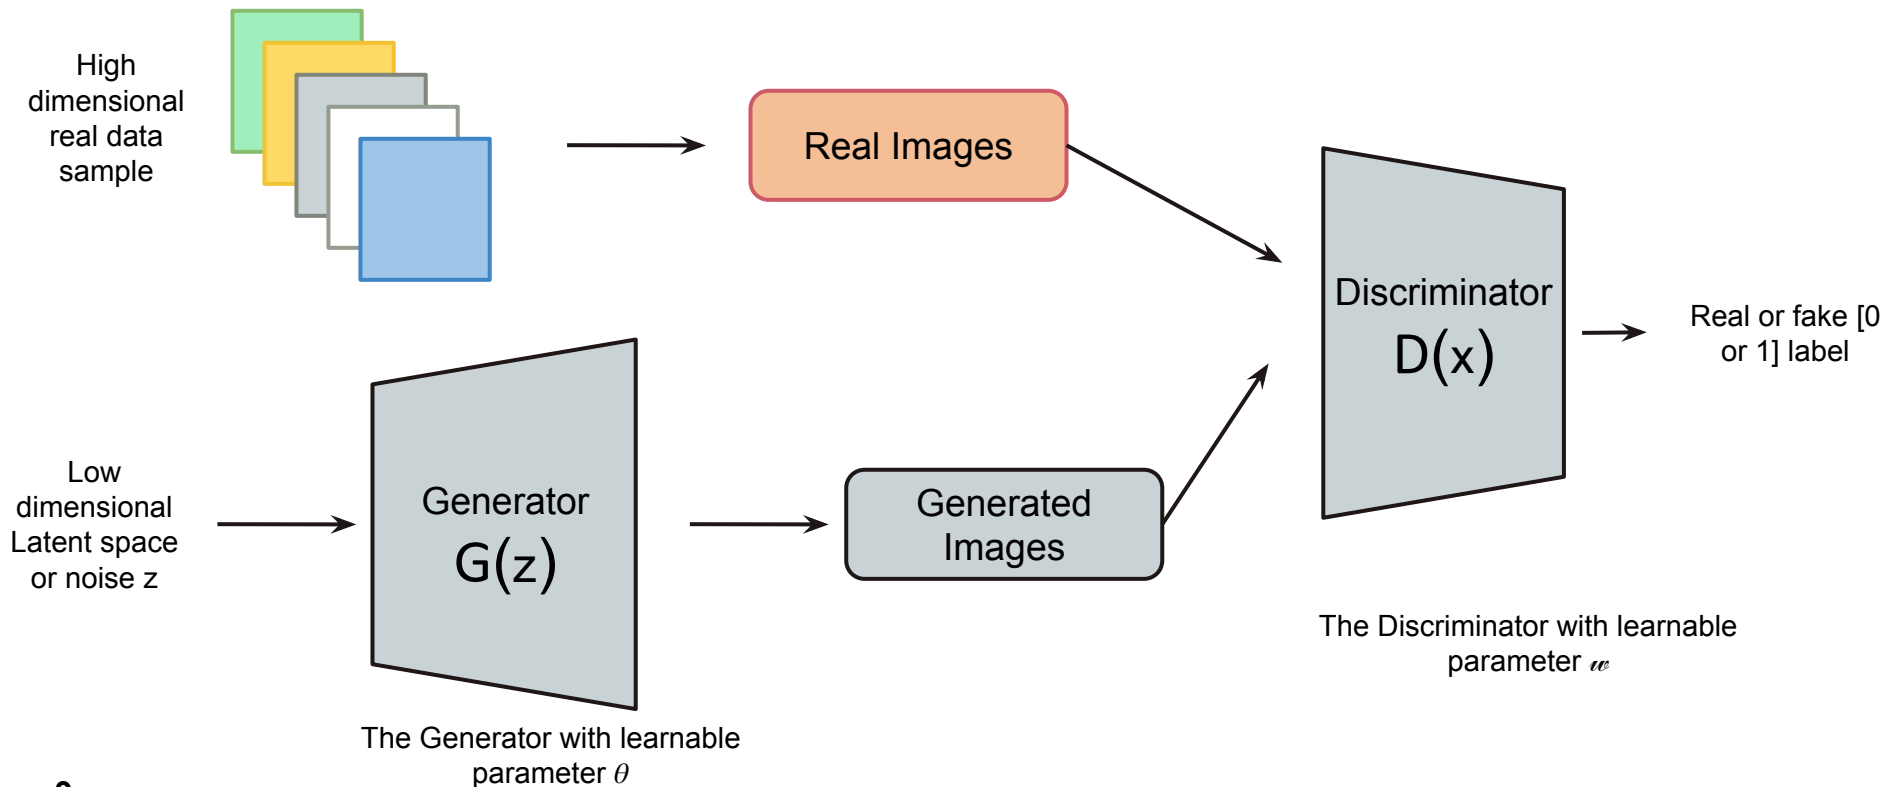 High
dimensional
real data
sample
Real Images
Discriminator
D(x)
Real or fake [0
or 1] label
Low
dimensional
Latent space
or noise z
Generator
G(z)
Generated
Images
The Discriminator with learnable
parameter 𝓌
The Generator with learnable
parameter θ